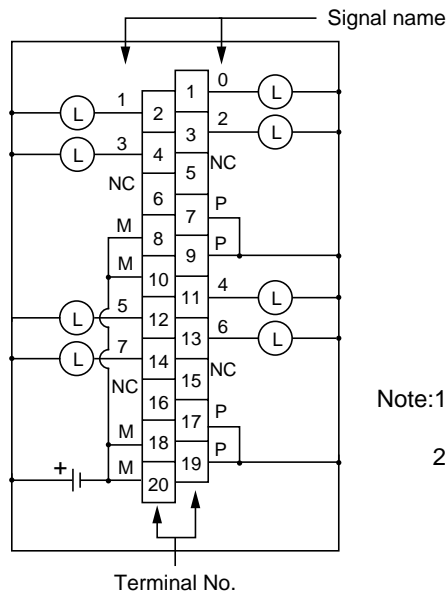 Signal name
0
1 1 L
L 2 2
3 3 L
L 4 NC
NC 5
6 P
M 7
8 P
M 9
10 4
11 L
5 12 6
L 13 L
7 14 NC
L 15
NC 16 P
17
M 18 P
+ M 19
20
Terminal No.
Note:1
2